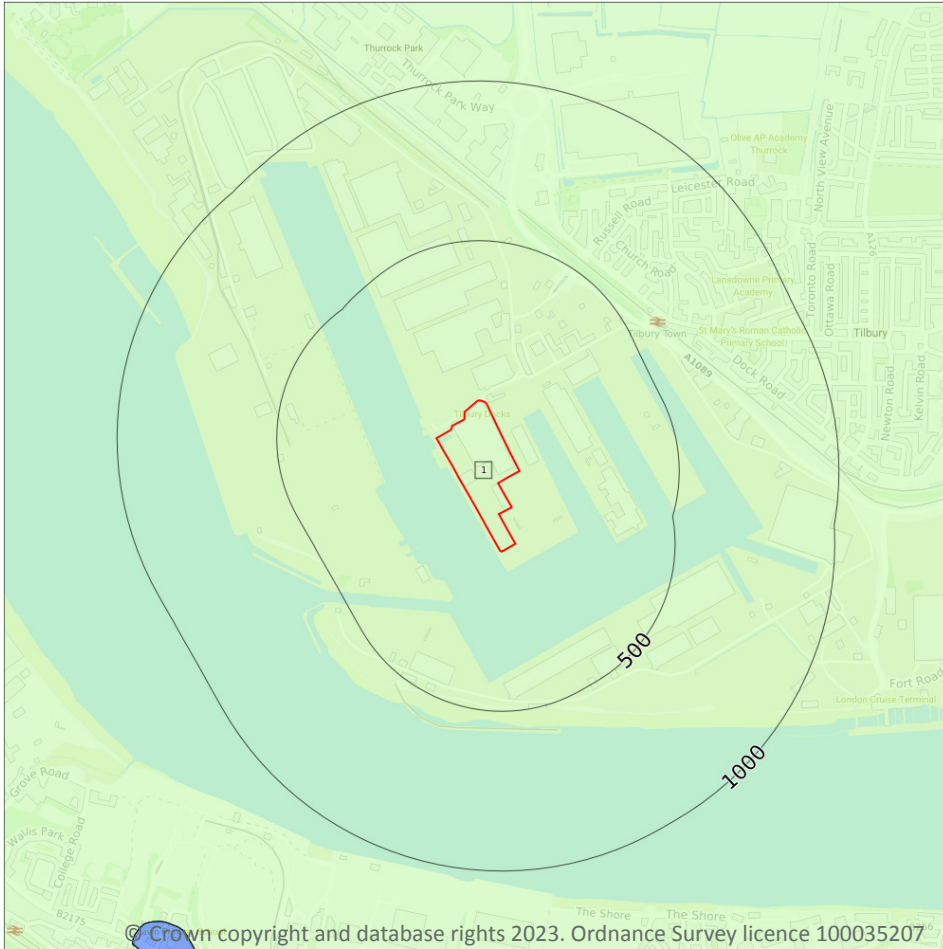 Thurrock Park
Thurrock Park Way
Olive AP Academy
Thurrock
North View Avenue
Leicester Road
Russell Road
Church Road
A126
Toronto Road
Ottawa Road
Lansdowne Primary
Academy
Tilbury Town
St Mary's Roman Catholic
Primary School
Tilbury
A1089
Dock Road
Newton Road
Kelvin Road
Tilbury Docks
1
500
Fort Road
London Cruise Terminal
1000
Grove Road
Wallis Park
College Road
B2175
The Shore
The Shore
© Crown copyright and database rights 2023. Ordnance Survey licence 100035207